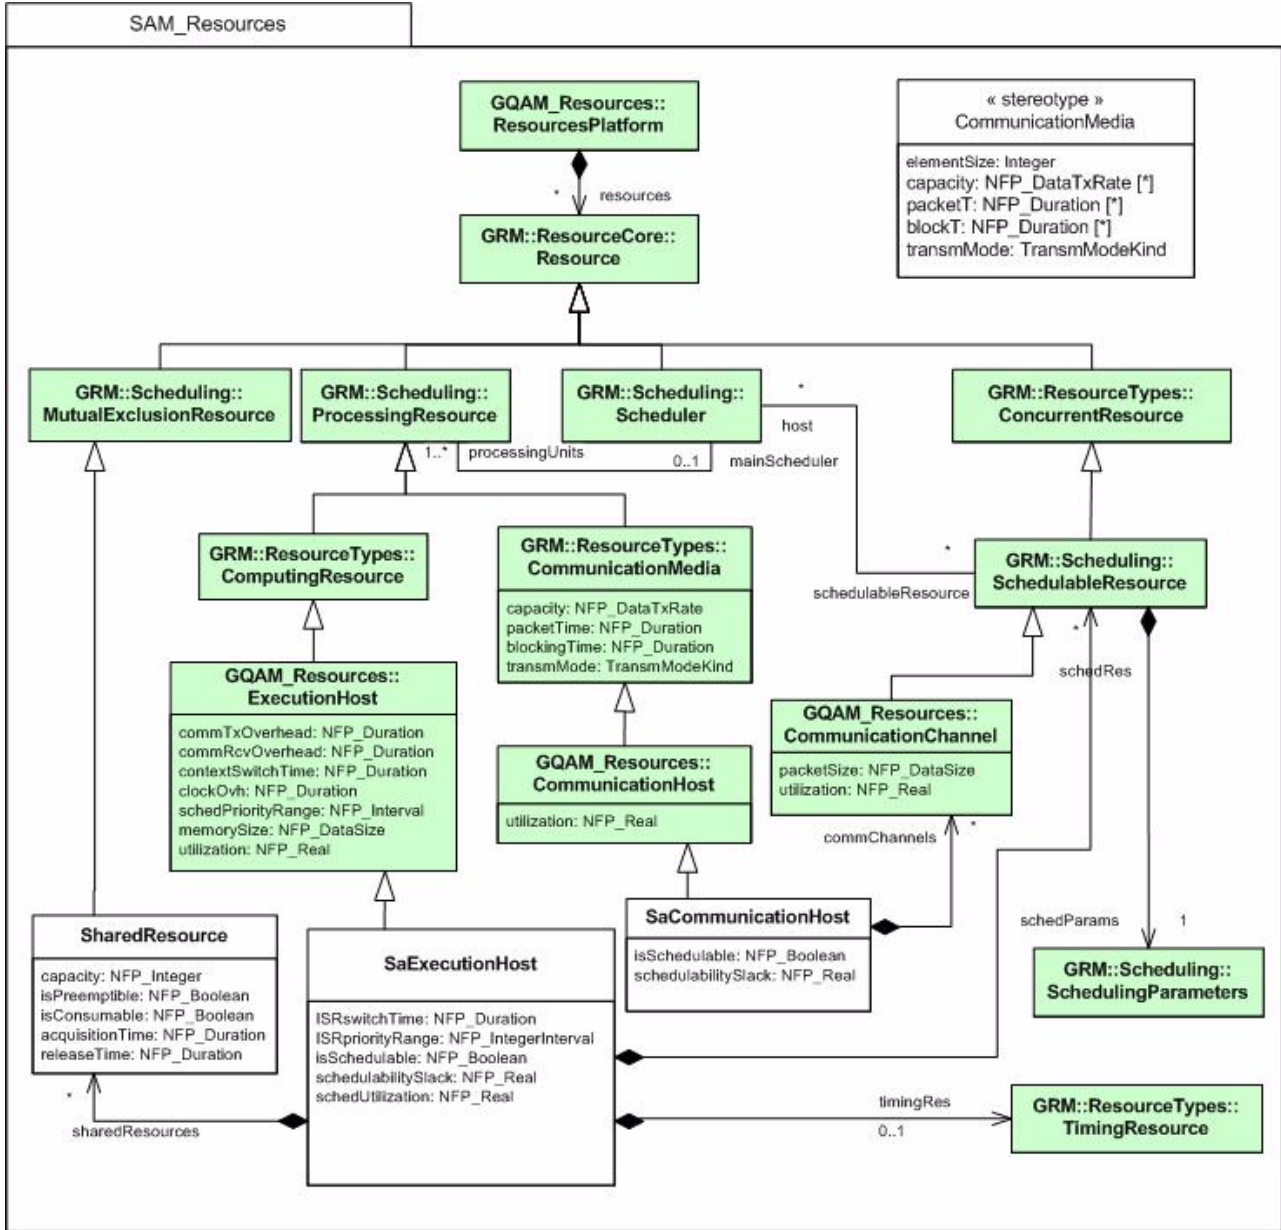 SAM_Resources
GQAM_Resources::
ResourcesPlatform
« stereotype »
CommunicationMedia
elementSize: Integer
capacity: NFP_DataTxRate [*]
packetT: NFP_Duration [*]
blockT: NFP_Duration [*]
transmMode: TransmModeKind
*
resources
GRM::ResourceCore::
Resource
GRM::Scheduling::
MutualExclusionResource
GRM::Scheduling::
ProcessingResource
GRM::Scheduling::
Scheduler
GRM::ResourceTypes::
ConcurrentResource
*
host
1..*
processingUnits
0..1
mainScheduler
GRM::ResourceTypes::
ComputingResource
GRM::ResourceTypes::
CommunicationMedia
capacity: NFP_DataTxRate
packetTime: NFP_Duration
blockingTime: NFP_Duration
transmMode: TransmModeKind
*
schedulableResource
GRM::Scheduling::
SchedulableResource
*
schedRes
GQAM_Resources::
ExecutionHost
commTxOverhead: NFP_Duration
commRcvOverhead: NFP_Duration
contextSwitchTime: NFP_Duration
clockOvh: NFP_Duration
schedPriorityRange: NFP_Interval
memorySize: NFP_DataSize
utilization: NFP_Real
GQAM_Resources::
CommunicationHost
utilization: NFP_Real
GQAM_Resources::
CommunicationChannel
packetSize: NFP_DataSize
utilization: NFP_Real
commChannels
*
SharedResource
capacity: NFP_Integer
isPreemptible: NFP_Boolean
isConsumable: NFP_Boolean
acquisitionTime: NFP_Duration
releaseTime: NFP_Duration
SaExecutionHost
ISRswitchTime: NFP_Duration
ISRpriorityRange: NFP_IntegerInterval
isSchedulable: NFP_Boolean
schedulabilitySlack: NFP_Real
schedUtilization: NFP_Real
SaCommunicationHost
isSchedulable: NFP_Boolean
schedulabilitySlack: NFP_Real
schedParams
1
GRM::Scheduling::
SchedulingParameters
*
sharedResources
timingRes
0..1
GRM::ResourceTypes::
TimingResource